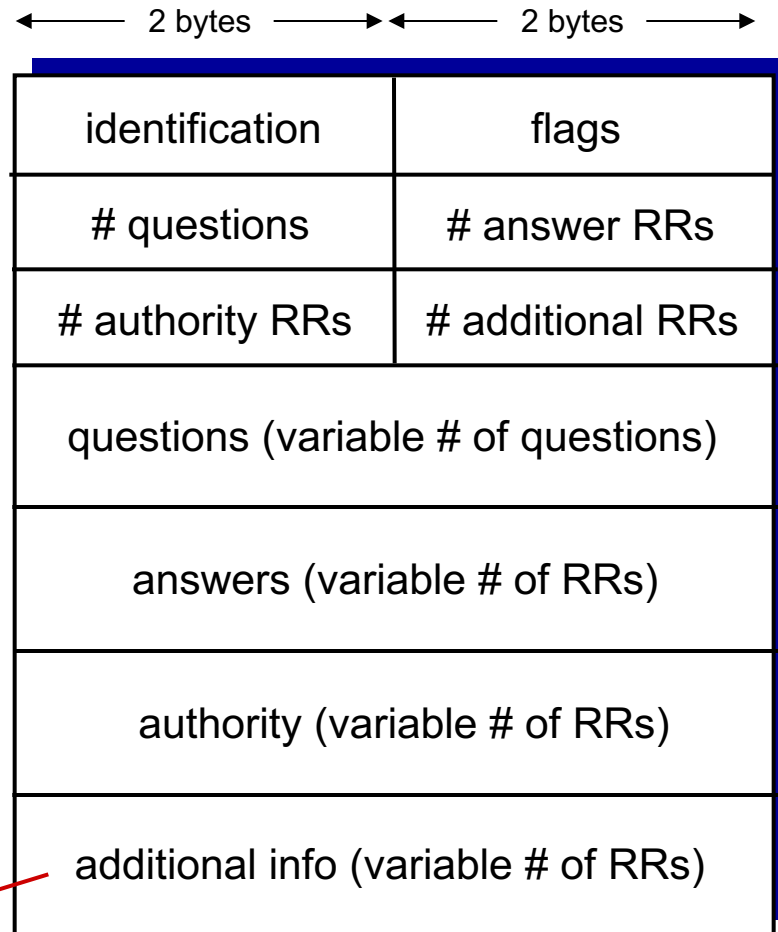 2 bytes 2 bytes
identification flags
# questions # answer RRs
# authority RRs # additional RRs
questions (variable # of questions)
answers (variable # of RRs)
authority (variable # of RRs)
additional info (variable # of RRs)